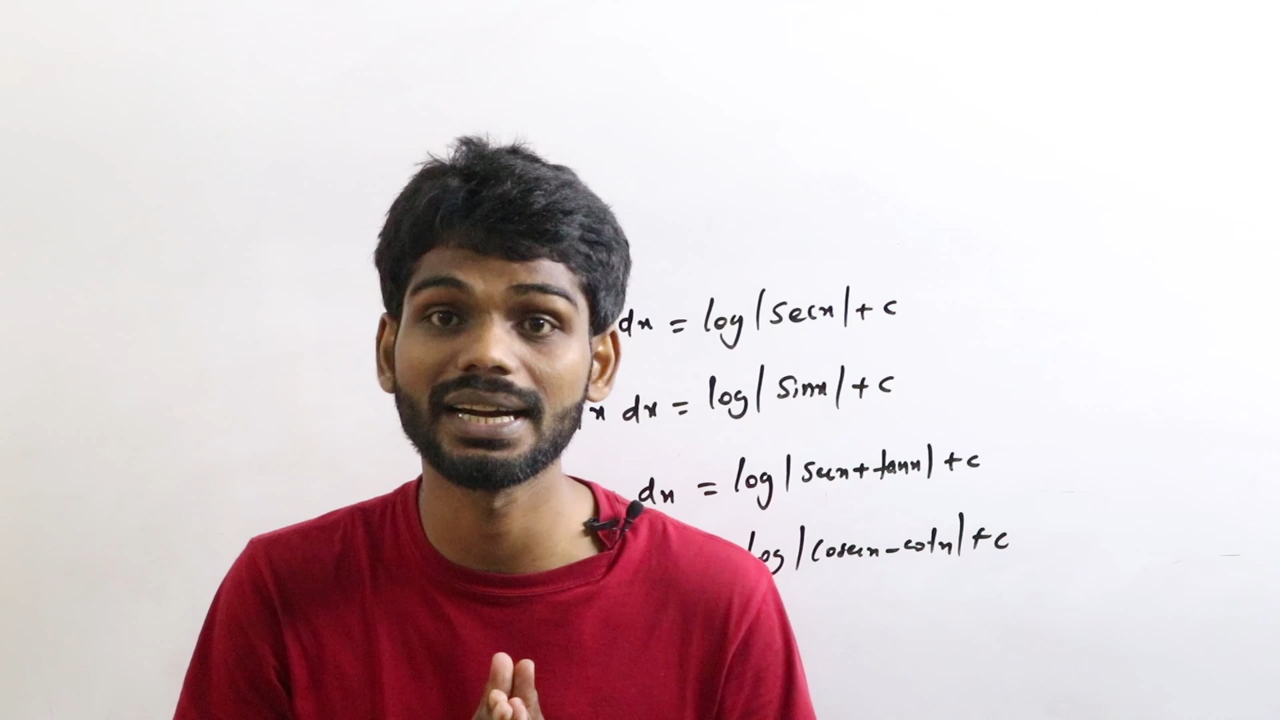 dx = log|secx|+c
x dx = log|sinx|+c
dx = log|secx+tanx|+c
log|cosecx-cotx|+c